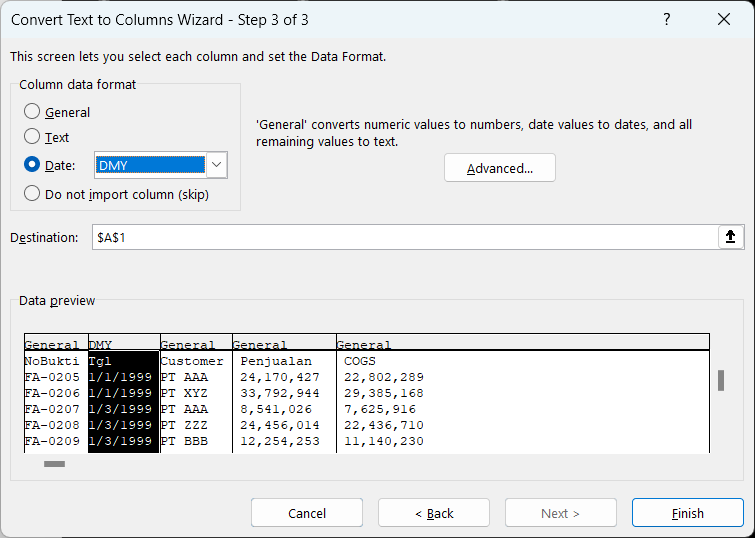 Convert Text to Columns Wizard - Step 3 of 3
?
This screen lets you select each column and set the Data Format.
Column data format
General
Text
Date: DMY
Do not import column (skip)
'General' converts numeric values to numbers, date values to dates, and all
remaining values to text.
Advanced...
Destination: $A$1
Data preview
General DMY General General General
NoBukti Tgl Customer Penjualan COGS
FA-0205 1/1/1999 PT AAA 24,170,427 22,802,289
FA-0206 1/1/1999 PT XYZ 33,792,944 29,385,168
FA-0207 1/3/1999 PT AAA 8,541,026 7,625,916
FA-0208 1/3/1999 PT ZZZ 24,456,014 22,436,710
FA-0209 1/3/1999 PT BBB 12,254,253 11,140,230
Cancel < Back Next > Finish